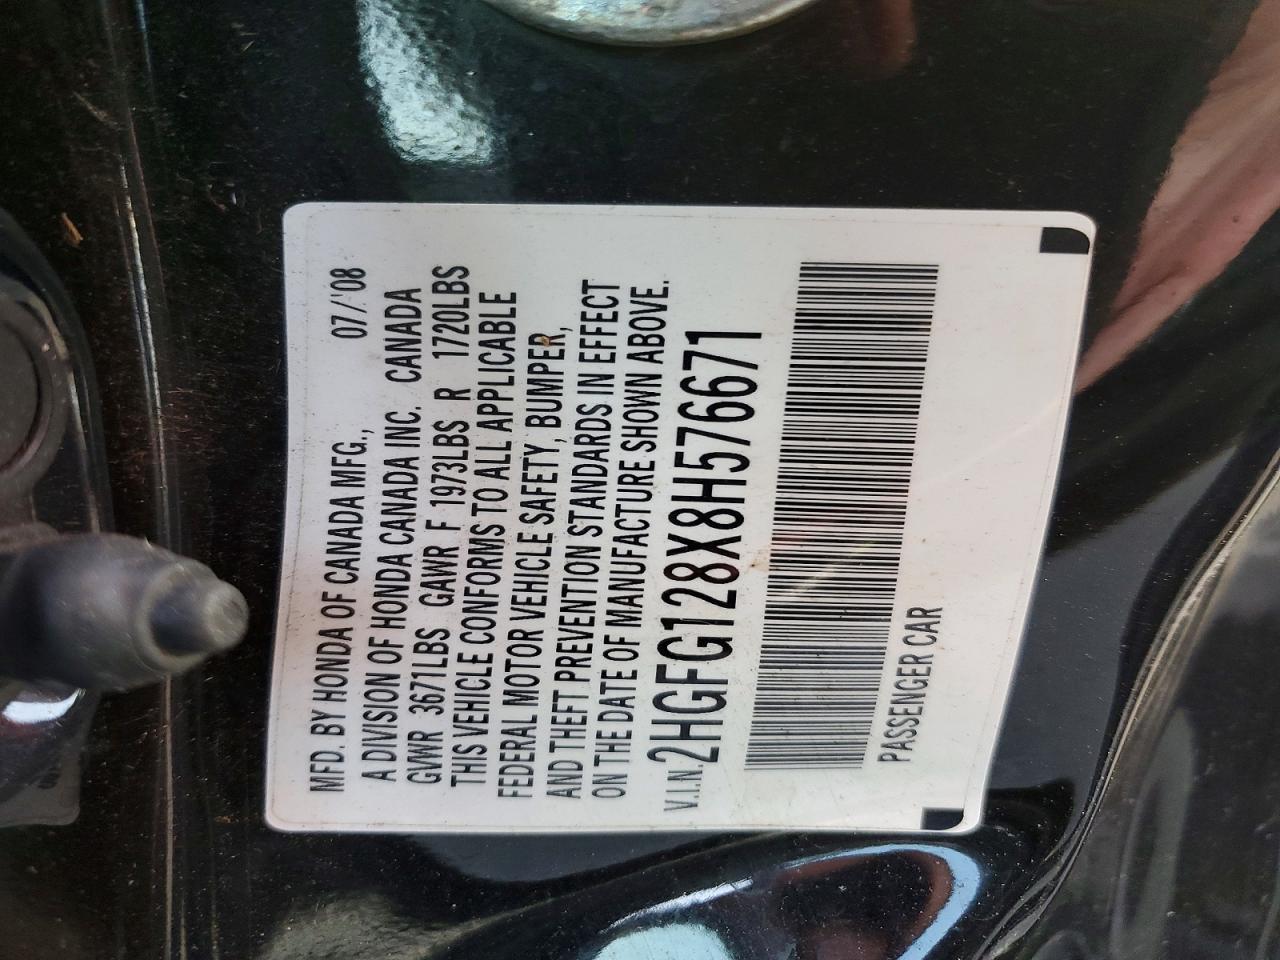 MFD. BY HONDA OF CANADA MFG., 07/'08
A DIVISION OF HONDA CANADA INC. CANADA
GVWR 3671LBS GAWR F 1973LBS R 1720LBS
THIS VEHICLE CONFORMS TO ALL APPLICABLE
FEDERAL MOTOR VEHICLE SAFETY, BUMPER,
AND THEFT PREVENTION STANDARDS IN EFFECT
ON THE DATE OF MANUFACTURE SHOWN ABOVE.
V.I.N. 2HGFG128X8H576671
PASSENGER CAR